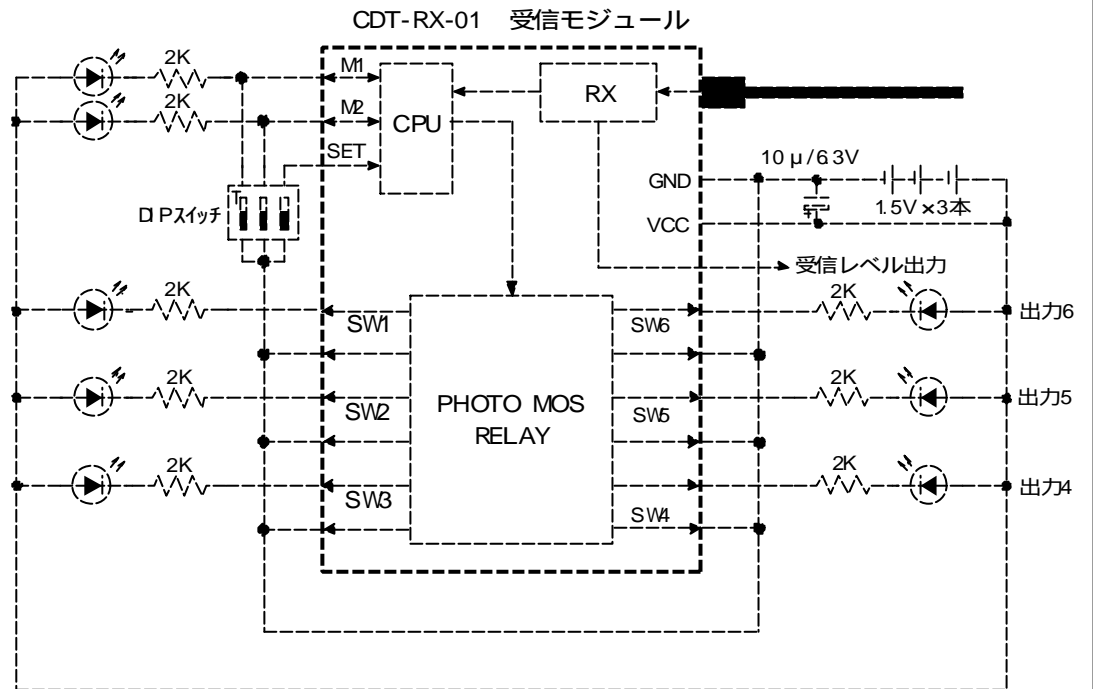 CDT-RX-01 受信モジュール
2K
M1
2K
M2
CPU
RX
SET
DIPスイッチ
10μ/6.3V
GND
1.5V×3本
VCC
受信レベル出力
2K
SW1
SW6
2K
出力6
2K
SW2
PHOTO MOS
RELAY
SW5
2K
出力5
2K
SW3
SW4
2K
出力4